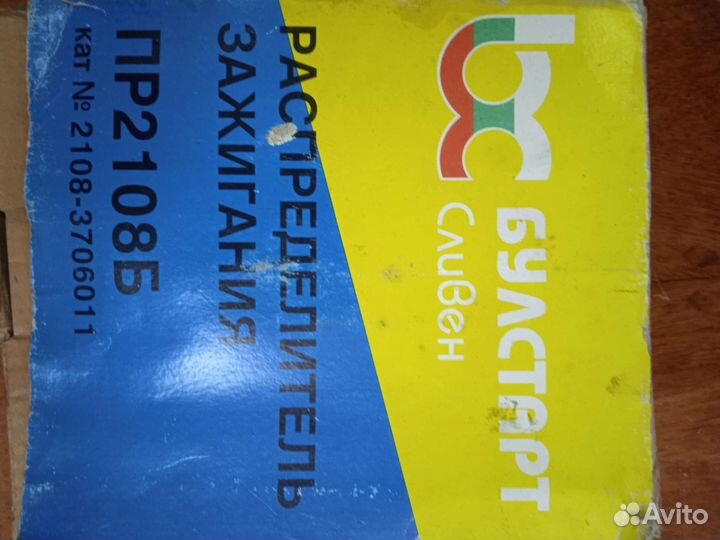 БУЛСТАРТ
Сливен
РАСПРЕДЕЛИТЕЛЬ
ЗАЖИГАНИЯ
ПР2108Б
кат № 2108-3706011
Avito